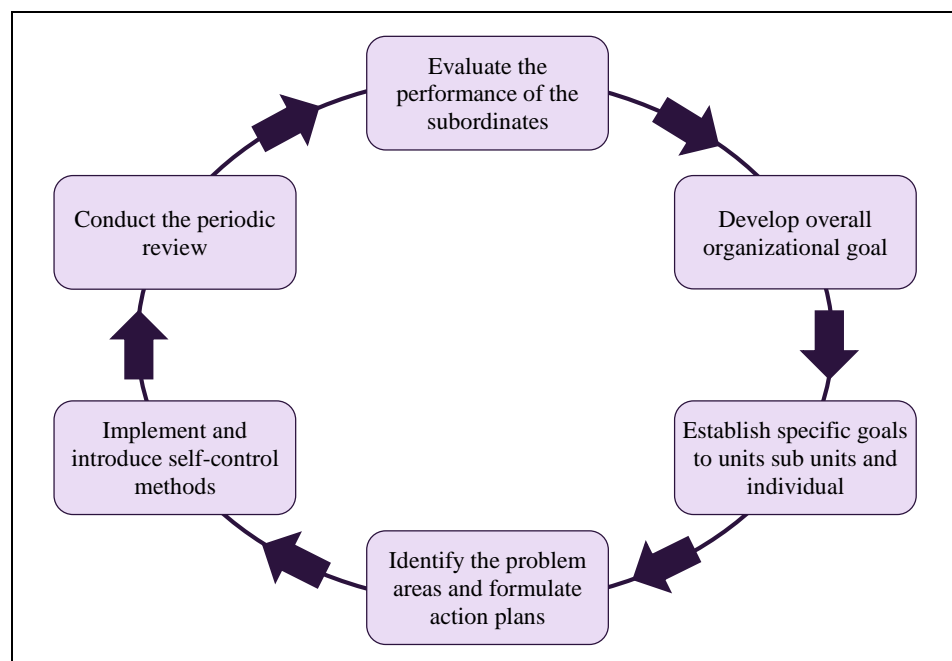 Evaluate the
performance of the
subordinates
Develop overall
organizational goal
Establish specific goals
to units sub units and
individual
Identify the problem
areas and formulate
action plans
Implement and
introduce self-control
methods
Conduct the periodic
review